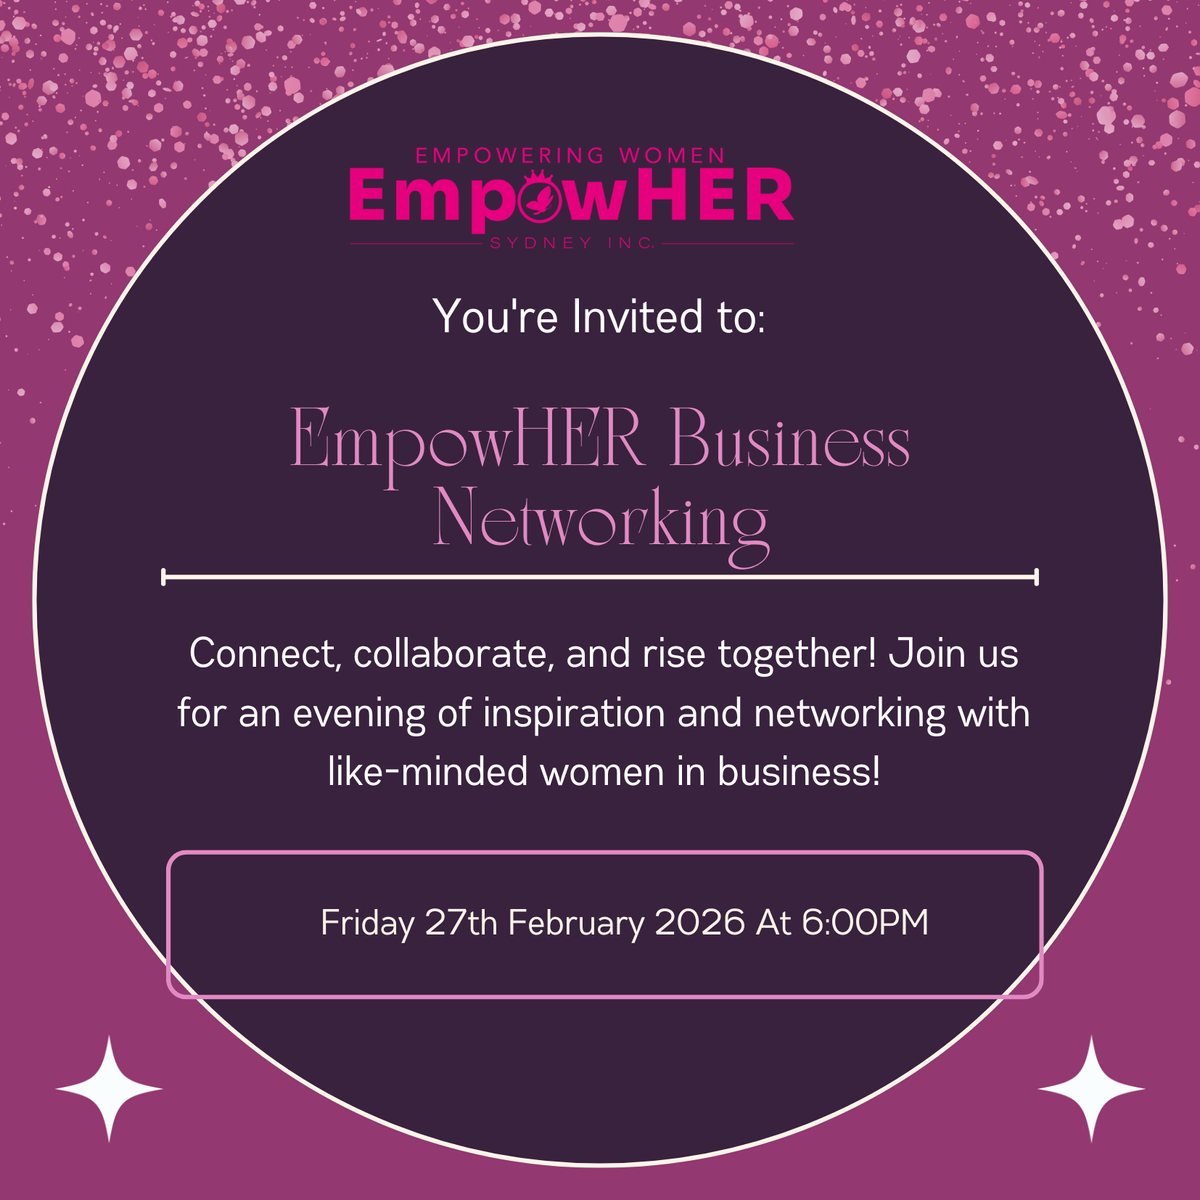 EMPOWERING WOMEN
EmpowHER
SYDNEY INC.
You're Invited to:
EmpowHER Business
Networking
Connect, collaborate, and rise together! Join us
for an evening of inspiration and networking with
like-minded women in business!
Friday 27th February 2026 At 6:00PM